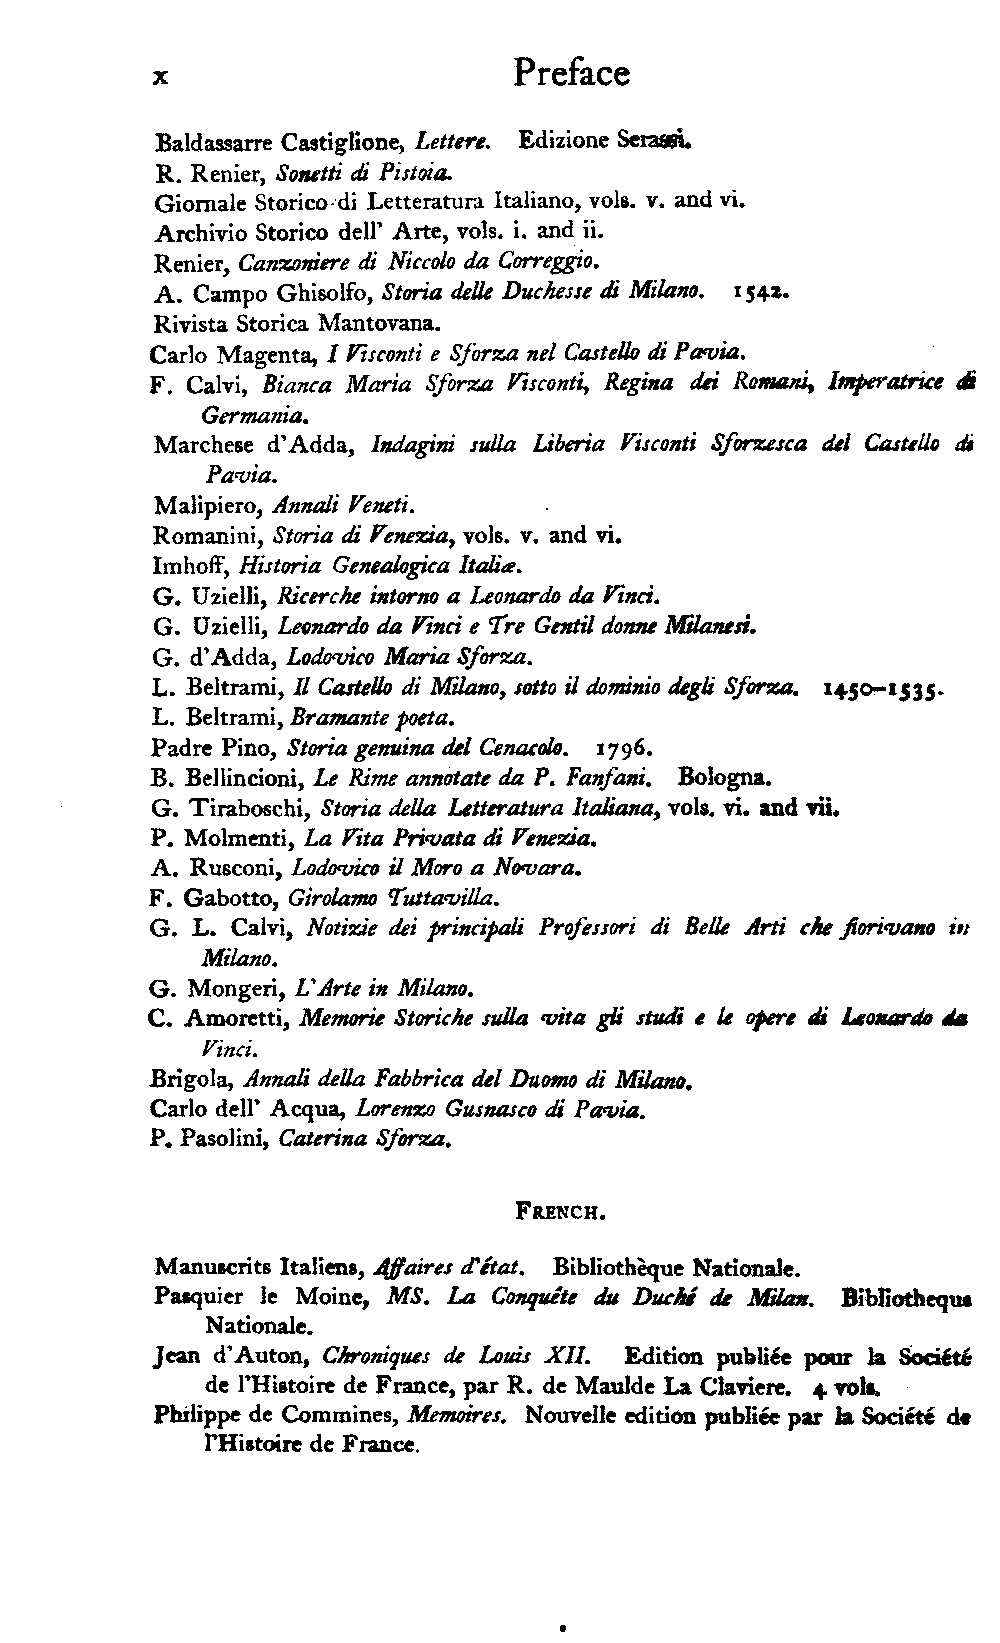 x Preface
Baldassarre Castiglione, Lettere. Edizione Serassi.
R. Renier, Sonetti di Pistoia.
Giornale Storico di Letteratura Italiano, vols. v. and vi.
Archivio Storico dell' Arte, vols. i. and ii.
Renier, Canzoniere di Niccolo da Correggio.
A. Campo Ghisolfo, Storia delle Duchesse di Milano. 1542.
Rivista Storica Mantovana.
Carlo Magenta, I Visconti e Sforza nel Castello di Pavia.
F. Calvi, Bianca Maria Sforza Visconti, Regina dei Romani, Imperatrice di
Germania.
Marchese d'Adda, Indagini sulla Liberia Visconti Sforzesca del Castello di
Pavia.
Malipiero, Annali Veneti.
Romanini, Storia di Venezia, vols. v. and vi.
Imhoff, Historia Genealogica Italiæ.
G. Uzielli, Ricerche intorno a Leonardo da Vinci.
G. Uzielli, Leonardo da Vinci e Tre Gentil donne Milanesi.
G. d'Adda, Lodovico Maria Sforza.
L. Beltrami, Il Castello di Milano, sotto il dominio degli Sforza. 1450–1535.
L. Beltrami, Bramante poeta.
Padre Pino, Storia genuina del Cenacolo. 1796.
B. Bellincioni, Le Rime annotate da P. Fanfani. Bologna.
G. Tiraboschi, Storia della Letteratura Italiana, vols. vi. and vii.
P. Molmenti, La Vita Privata di Venezia.
A. Rusconi, Lodovico il Moro a Novara.
F. Gabotto, Girolamo Tuttavilla.
G. L. Calvi, Notizie dei principali Professori di Belle Arti che fiorivano in
Milano.
G. Mongeri, L'Arte in Milano.
C. Amoretti, Memorie Storiche sulla vita gli studi e le opere di Leonardo da
Vinci.
Brigola, Annali della Fabbrica del Duomo di Milano.
Carlo dell' Acqua, Lorenzo Gusnasco di Pavia.
P. Pasolini, Caterina Sforza.
FRENCH.
Manuscrits Italiens, Affaires d'état. Bibliothèque Nationale.
Pasquier le Moine, MS. La Conquête du Duché de Milan. Bibliotheque
Nationale.
Jean d'Auton, Chroniques de Louis XII. Edition publiée pour la Société
de l'Histoire de France, par R. de Maulde La Claviere. 4 vols.
Philippe de Commines, Memoires. Nouvelle edition publiée par la Société de
l'Histoire de France.